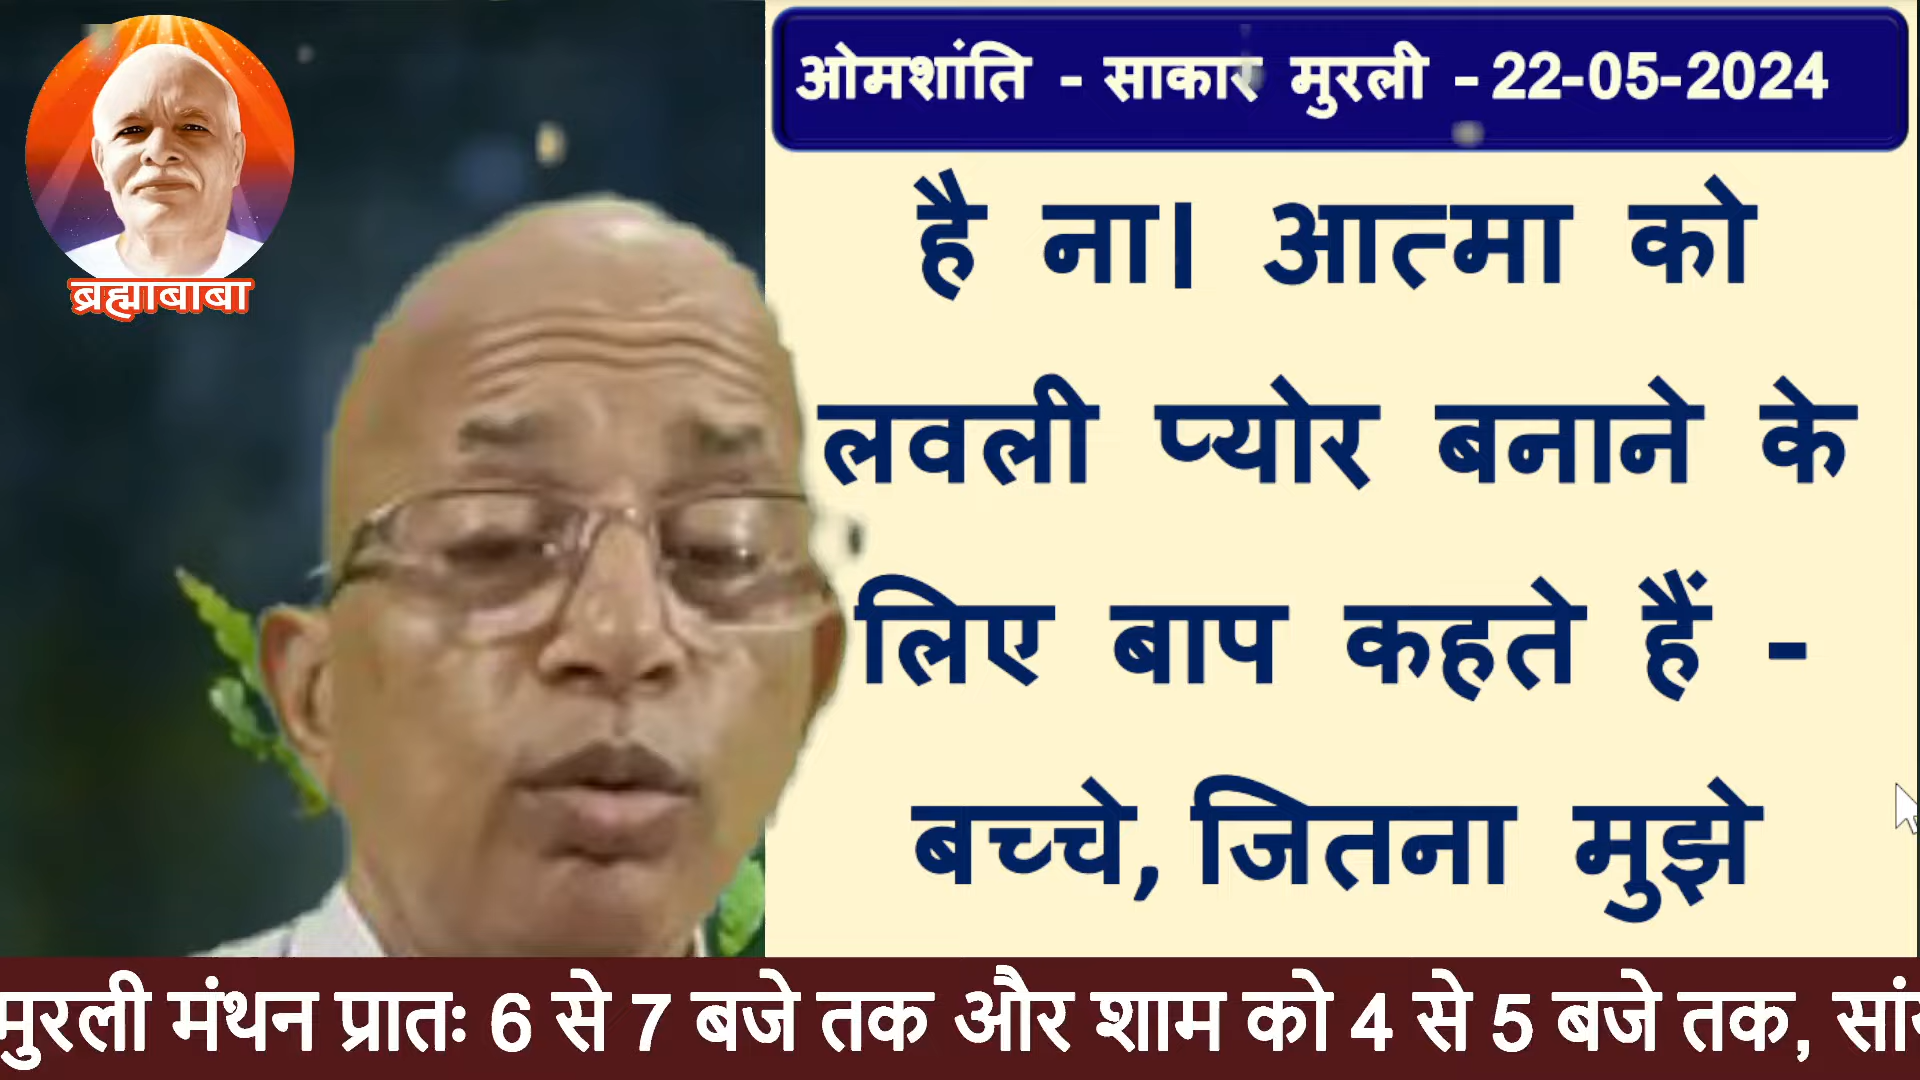 ब्रह्माबाबा
ओमशांति - साकार मुरली - 22-05-2024
है ना। आत्मा को
लवली प्योर बनाने के
लिए बाप कहते हैं -
बच्चे, जितना मुझे
मुरली मंथन प्रातः 6 से 7 बजे तक और शाम को 4 से 5 बजे तक,